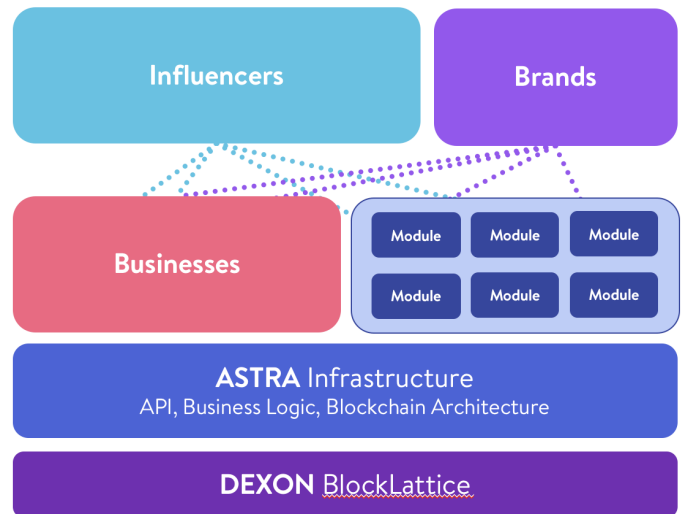 Influencers
Brands
Businesses
Module Module Module
Module Module Module
ASTRA Infrastructure
API, Business Logic, Blockchain Architecture
DEXON BlockLattice